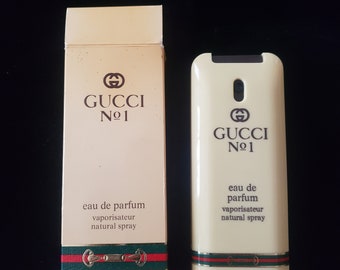 GUCCI
No1
eau de parfum
vaporisateur
natural spray
GUCCI
No1
eau de
parfum
vaporisateur
natural spray